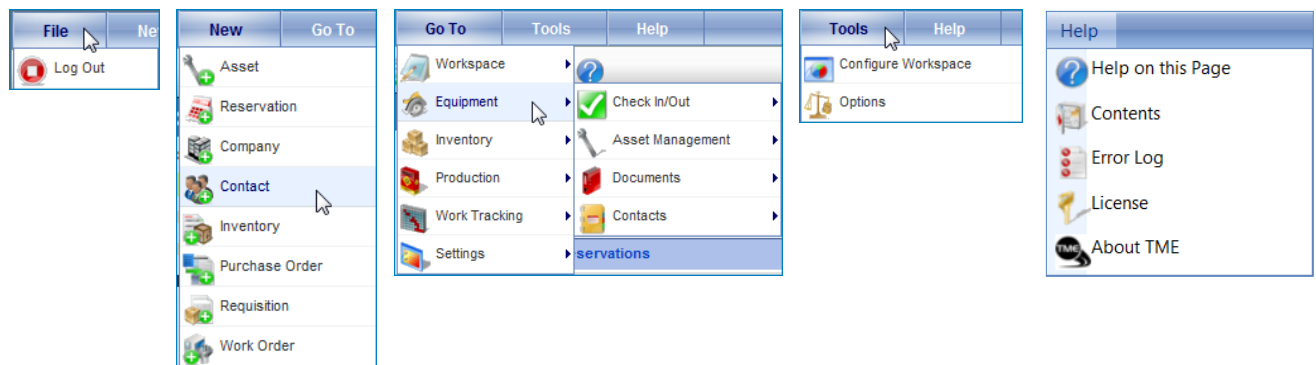 File
Ne
Log Out
New
Go To
Asset
Reservation
Company
Contact
Inventory
Purchase Order
Requisition
Work Order
Go To
Tools
Help
Workspace
Equipment
Inventory
Production
Work Tracking
Settings
Check In/Out
Asset Management
Documents
Contacts
servations
Tools
Help
Configure Workspace
Options
Help
Help on this Page
Contents
Error Log
License
TME
About TME